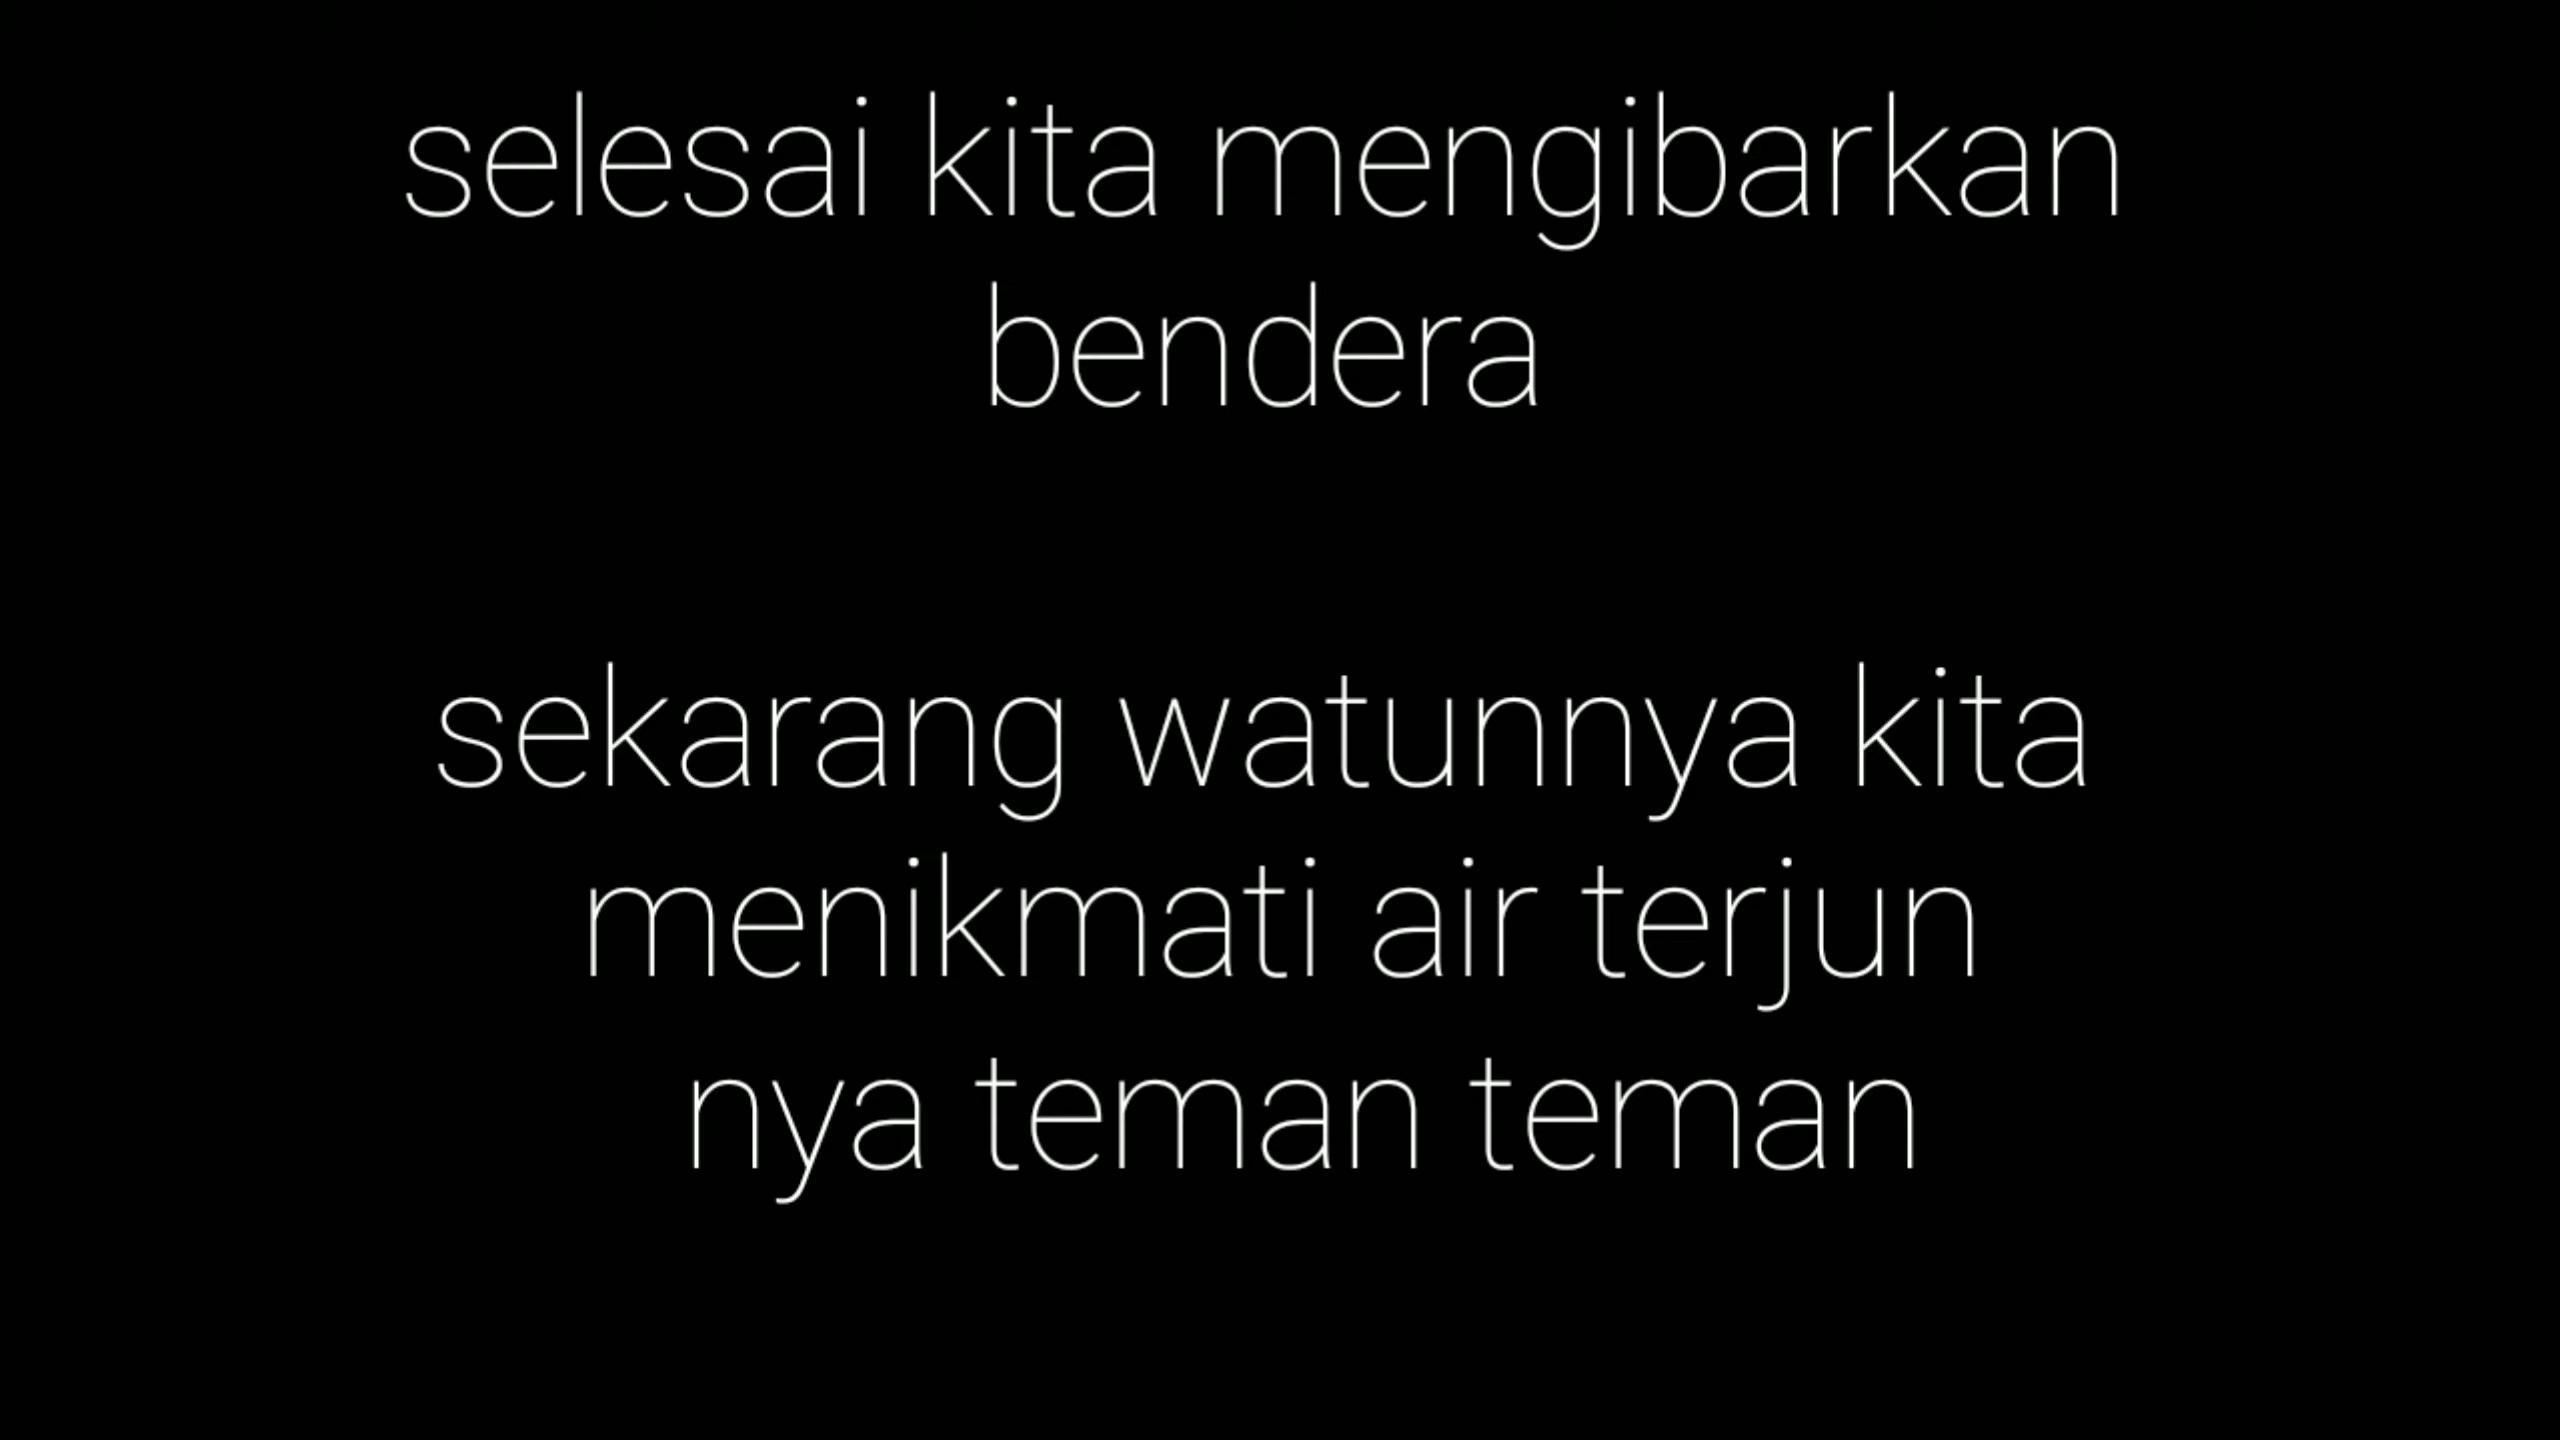 selesai kita mengibarkan
bendera
sekarang watunnya kita
menikmati air terjun
nya teman teman